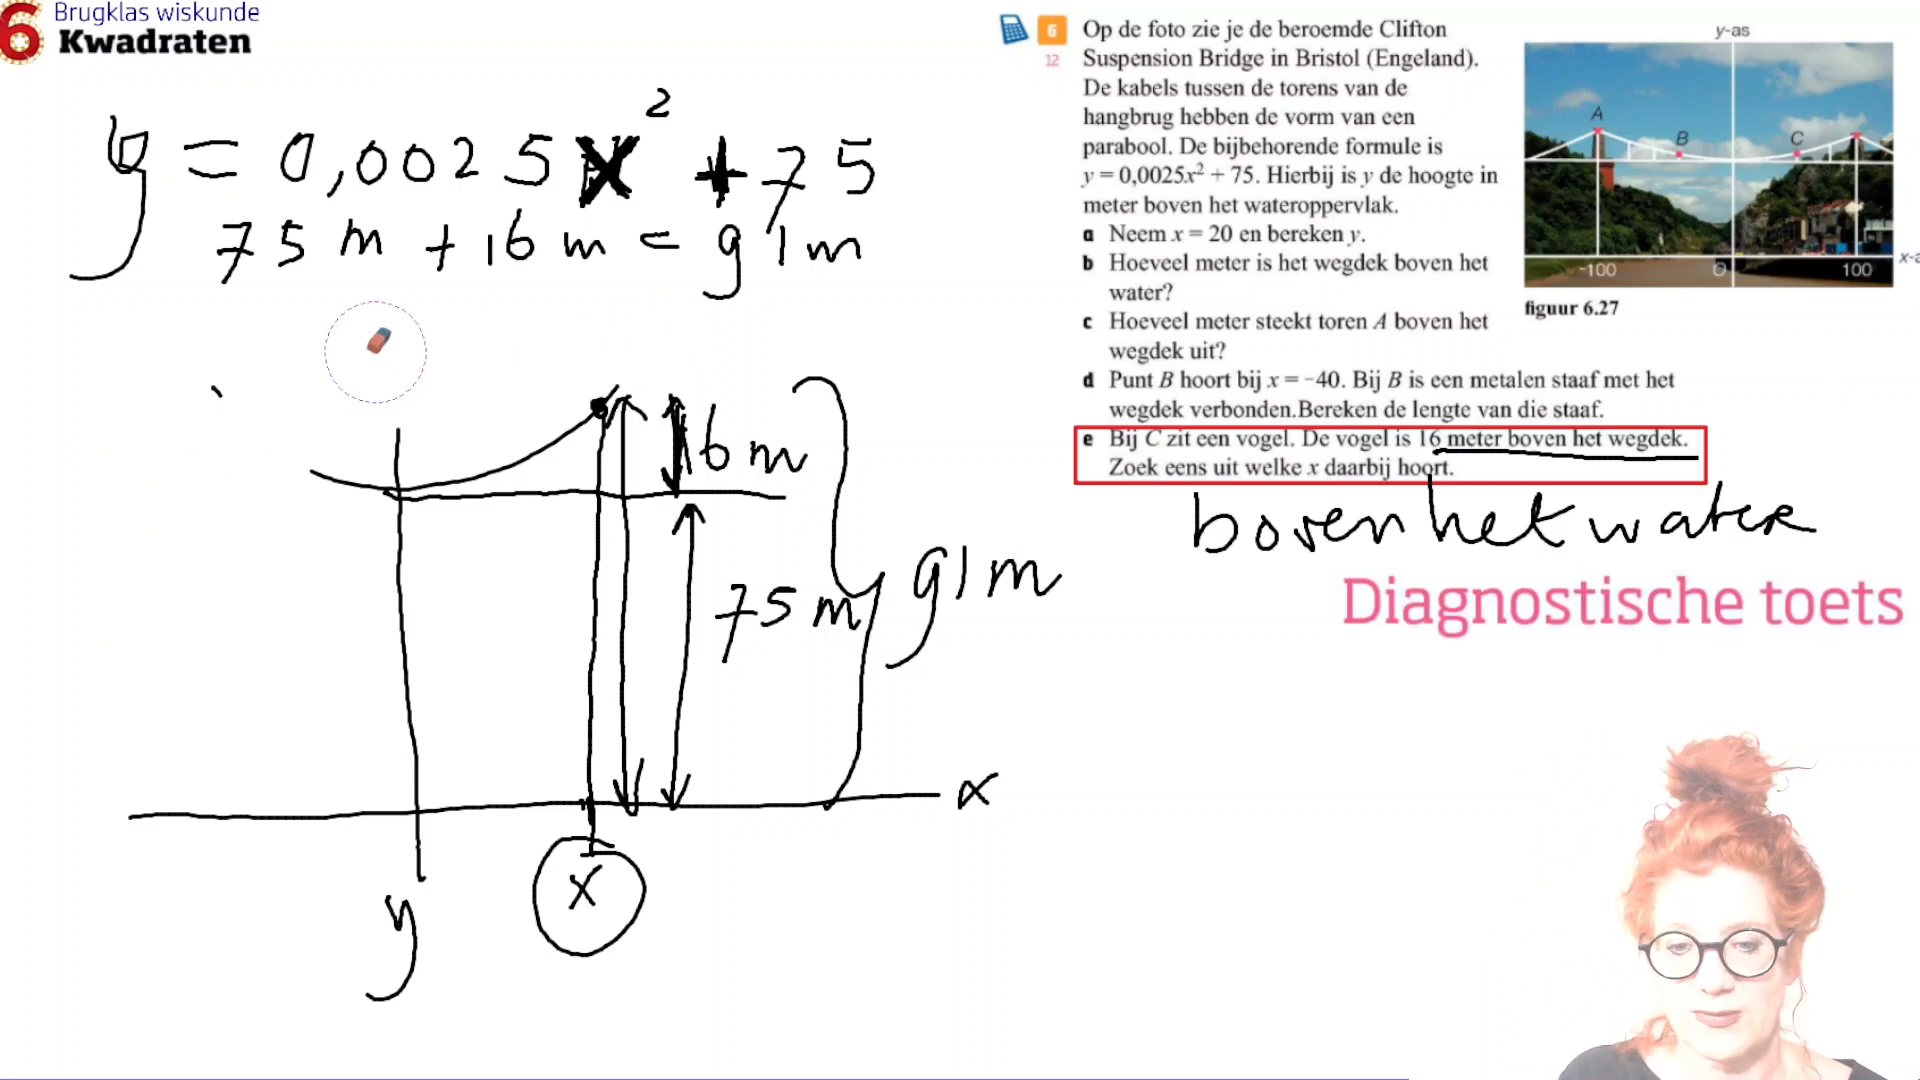 6
Brugklas wiskunde
Kwadraten
y = 0,0025x² + 75
75 m + 16 m = 91m
16 m
75 m
91 m
x
x
y
6
12
Op de foto zie je de beroemde Clifton
Suspension Bridge in Bristol (Engeland).
De kabels tussen de torens van de
hangbrug hebben de vorm van een
parabool. De bijbehorende formule is
y = 0,0025x² + 75. Hierbij is y de hoogte in
meter boven het wateroppervlak.
a Neem x = 20 en bereken y.
b Hoeveel meter is het wegdek boven het
water?
c Hoeveel meter steekt toren A boven het
wegdek uit?
d Punt B hoort bij x = −40. Bij B is een metalen staaf met het
wegdek verbonden.Bereken de lengte van die staaf.
e Bij C zit een vogel. De vogel is 16 meter boven het wegdek.
Zoek eens uit welke x daarbij hoort.
y-as
A
B
C
-100
O
100
x-a
figuur 6.27
boven het water
Diagnostische toets